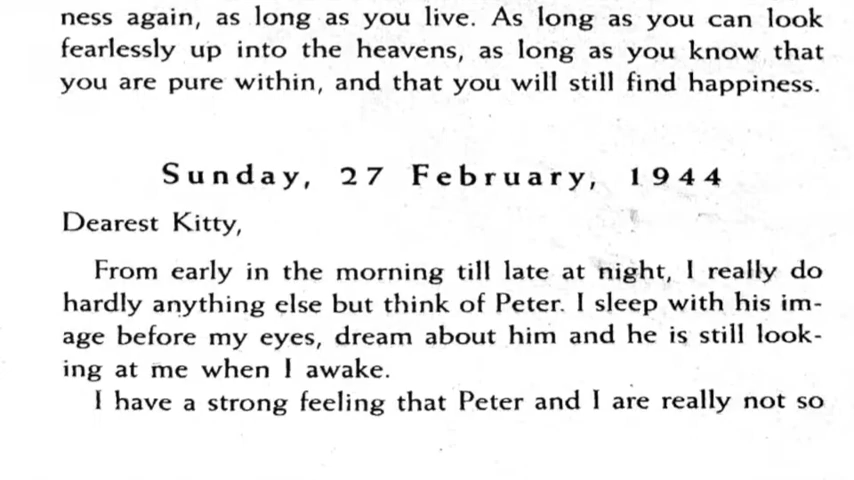 ness again, as long as you live. As long as you can look
fearlessly up into the heavens, as long as you know that
you are pure within, and that you will still find happiness.
Sunday, 27 February, 1944
Dearest Kitty,
From early in the morning till late at night, I really do
hardly anything else but think of Peter. I sleep with his im-
age before my eyes, dream about him and he is still look-
ing at me when I awake.
I have a strong feeling that Peter and I are really not so